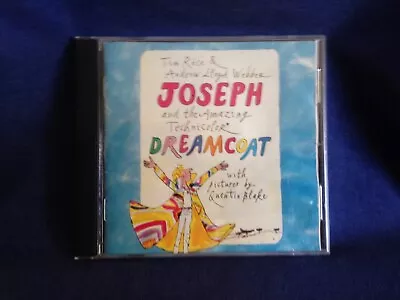 Tim Rice &
Andrew Lloyd Webber
JOSEPH
and the Amazing
Technicolor
DREAMCOAT
with
pictures by
Quentin Blake